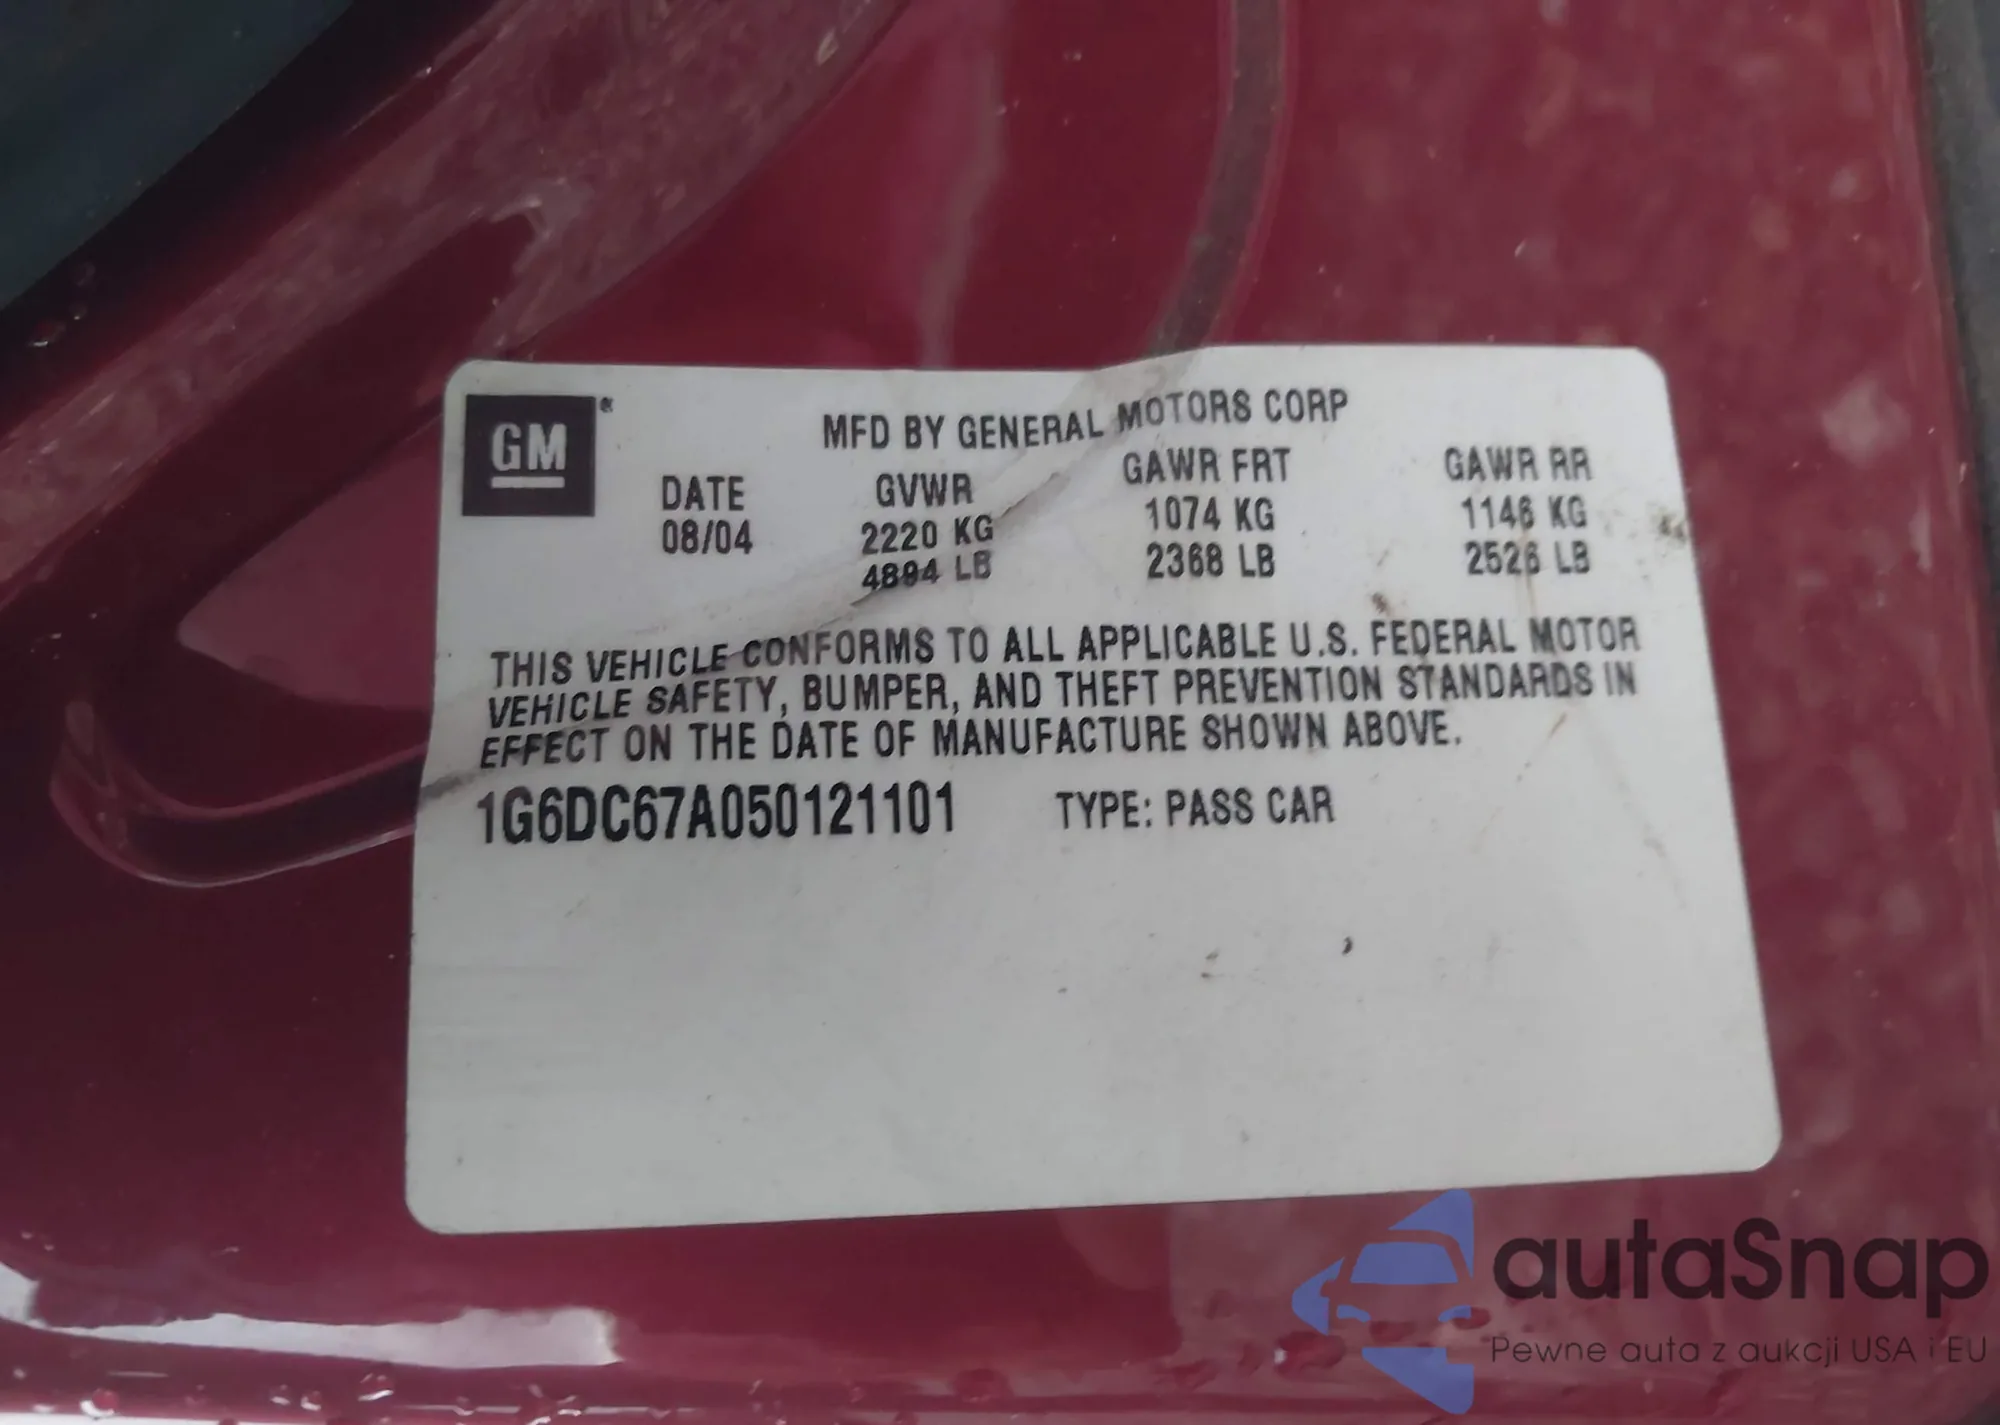 GM
MFD BY GENERAL MOTORS CORP
DATE GVWR GAWR FRT GAWR RR
08/04 2220 KG 1074 KG 1146 KG
4894 LB 2368 LB 2526 LB
THIS VEHICLE CONFORMS TO ALL APPLICABLE U.S. FEDERAL MOTOR
VEHICLE SAFETY, BUMPER, AND THEFT PREVENTION STANDARDS IN
EFFECT ON THE DATE OF MANUFACTURE SHOWN ABOVE.
1G6DC67A050121101 TYPE: PASS CAR
autaSnap
Pewne auta z aukcji USA i EU